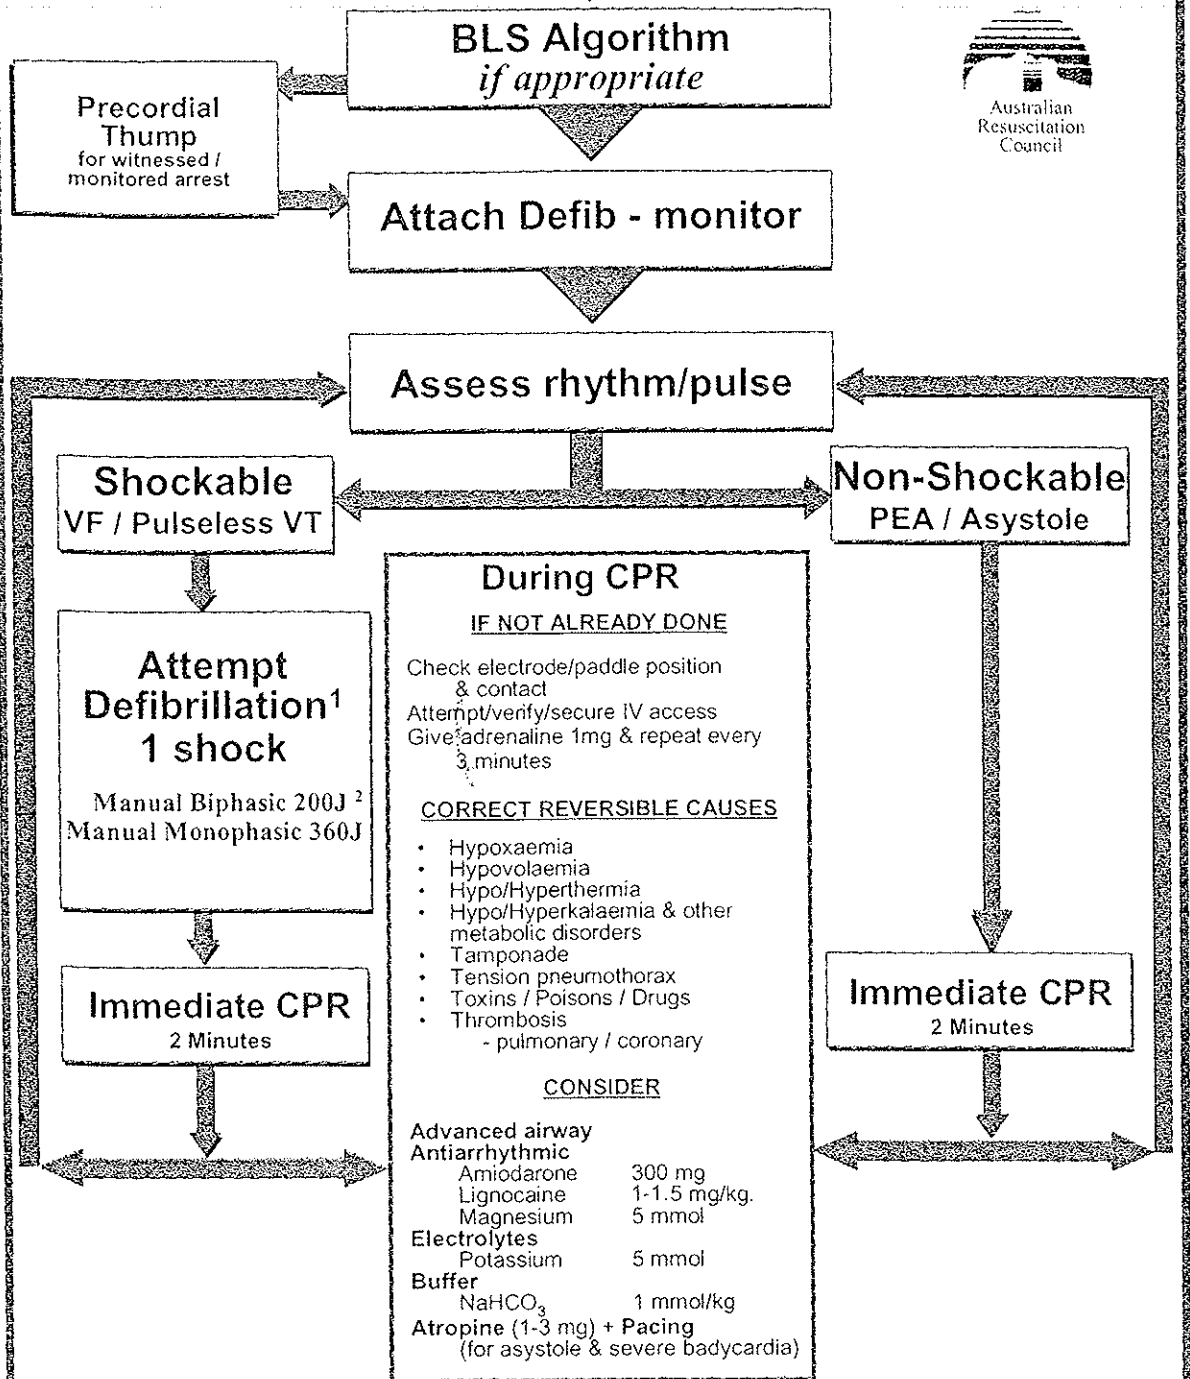 BLS Algorithm
if appropriate
Australian
Resuscitation
Council
Precordial
Thump
for witnessed /
monitored arrest
Attach Defib - monitor
Assess rhythm/pulse
Shockable
VF / Pulseless VT
Non-Shockable
PEA / Asystole
Attempt
Defibrillation¹
1 shock
Manual Biphasic 200J ²
Manual Monophasic 360J
Immediate CPR
2 Minutes
During CPR
IF NOT ALREADY DONE
Check electrode/paddle position
& contact
Attempt/verify/secure IV access
Give adrenaline 1mg & repeat every
3 minutes
CORRECT REVERSIBLE CAUSES
• Hypoxaemia
• Hypovolaemia
• Hypo/Hyperthermia
• Hypo/Hyperkalaemia & other
metabolic disorders
• Tamponade
• Tension pneumothorax
• Toxins / Poisons / Drugs
• Thrombosis
- pulmonary / coronary
CONSIDER
Advanced airway
Antiarrhythmic
Amiodarone 300 mg
Lignocaine 1-1.5 mg/kg.
Magnesium 5 mmol
Electrolytes
Potassium 5 mmol
Buffer
NaHCO₃ 1 mmol/kg
Atropine (1-3 mg) + Pacing
(for asystole & severe badycardia)
Immediate CPR
2 Minutes